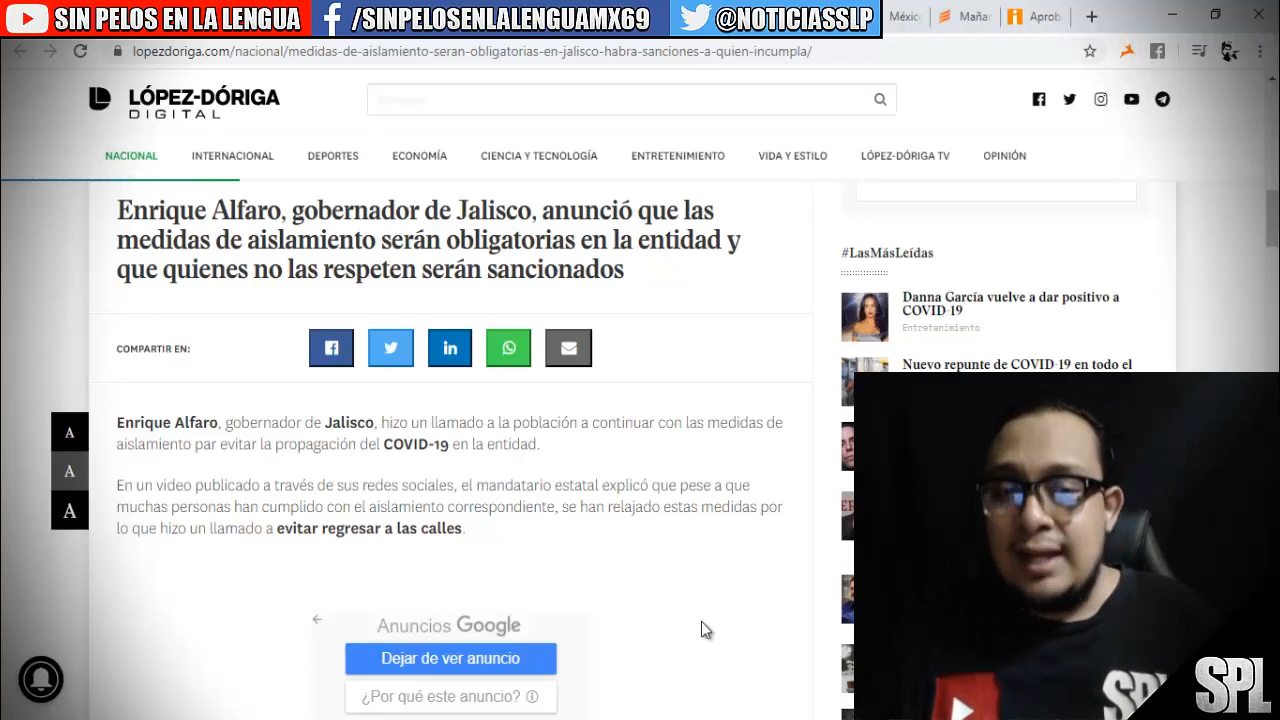 SIN PELOS EN LA LENGUA
/SINPELOSENLALENGUAMX69
@NOTICIASSLP
Méxic
Mañar
Aprob
lopezdoriga.com/nacional/medidas-de-aislamiento-seran-obligatorias-en-jalisco-habra-sanciones-a-quien-incumpla/
LÓPEZ-DÓRIGA
DIGITAL
NACIONAL
INTERNACIONAL
DEPORTES
ECONOMÍA
CIENCIA Y TECNOLOGÍA
ENTRETENIMIENTO
VIDA Y ESTILO
LÓPEZ-DÓRIGA TV
OPINIÓN
Enrique Alfaro, gobernador de Jalisco, anunció que las
medidas de aislamiento serán obligatorias en la entidad y
que quienes no las respeten serán sancionados
COMPARTIR EN:
A
A
A
Enrique Alfaro, gobernador de Jalisco, hizo un llamado a la población a continuar con las medidas de
aislamiento par evitar la propagación del COVID-19 en la entidad.
En un video publicado a través de sus redes sociales, el mandatario estatal explicó que pese a que
muchas personas han cumplido con el aislamiento correspondiente, se han relajado estas medidas por
lo que hizo un llamado a evitar regresar a las calles.
Anuncios Google
Dejar de ver anuncio
¿Por qué este anuncio?
#LasMásLeídas
Danna García vuelve a dar positivo a
COVID-19
Entretenimiento
Nuevo repunte de COVID-19 en todo el
SPL
SPL